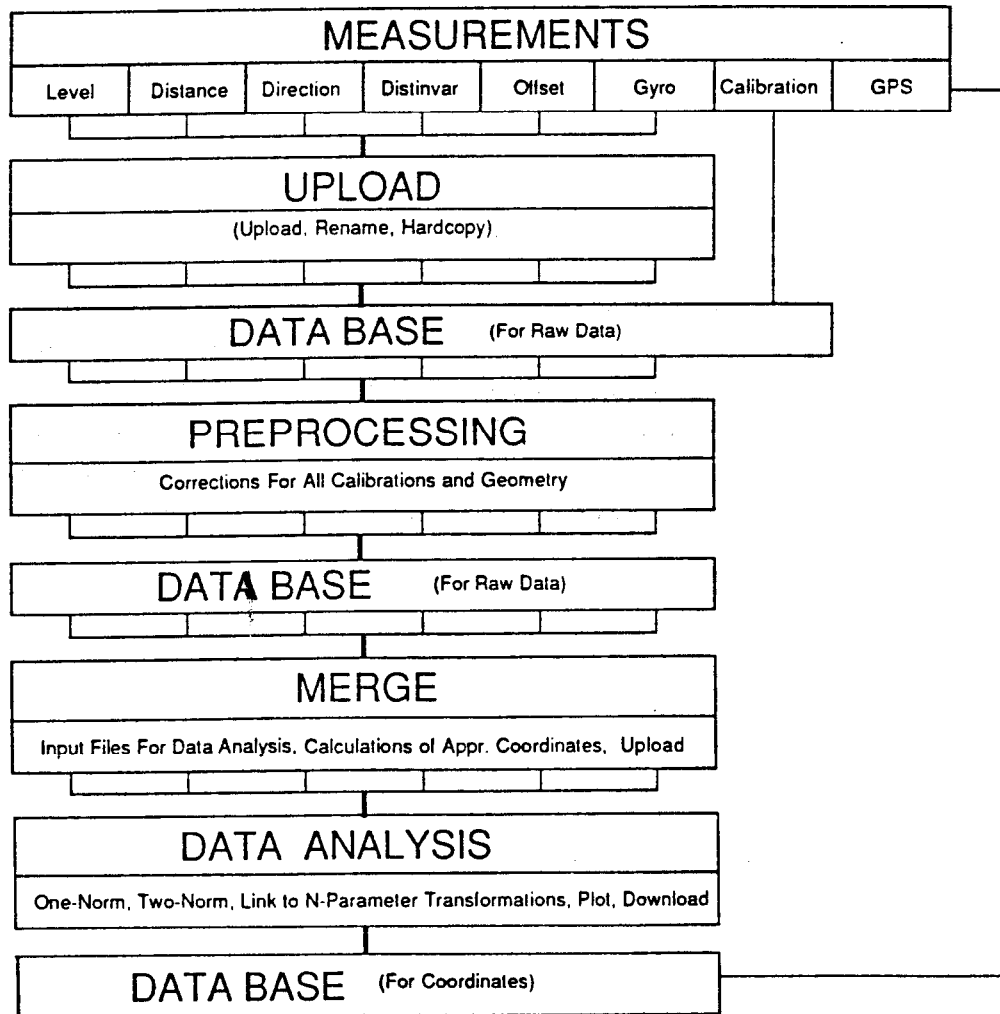 MEASUREMENTS
Level Distance Direction Distinvar Offset Gyro Calibration GPS
UPLOAD
(Upload, Rename, Hardcopy)
DATA BASE (For Raw Data)
PREPROCESSING
Corrections For All Calibrations and Geometry
DATA BASE (For Raw Data)
MERGE
Input Files For Data Analysis, Calculations of Appr. Coordinates, Upload
DATA ANALYSIS
One-Norm, Two-Norm, Link to N-Parameter Transformations, Plot, Download
DATA BASE (For Coordinates)